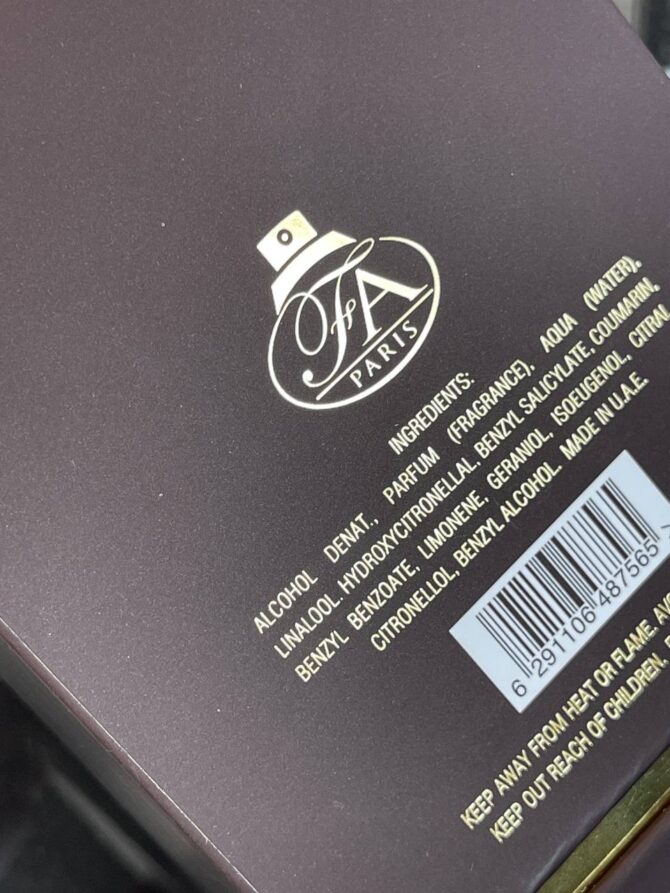 FA
PARIS
INGREDIENTS:
ALCOHOL DENAT., PARFUM (FRAGRANCE), AQUA (WATER),
LINALOOL. HYDROXYCITRONELLAL, BENZYL SALICYLATE, COUMARIN,
BENZYL BENZOATE, LIMONENE, GERANIOL, ISOEUGENOL, CITRAL
CITRONELLOL, BENZYL ALCOHOL. MADE IN U.A.E.
6 291106 487565
KEEP AWAY FROM HEAT OR FLAME.
KEEP OUT REACH OF CHILDREN.